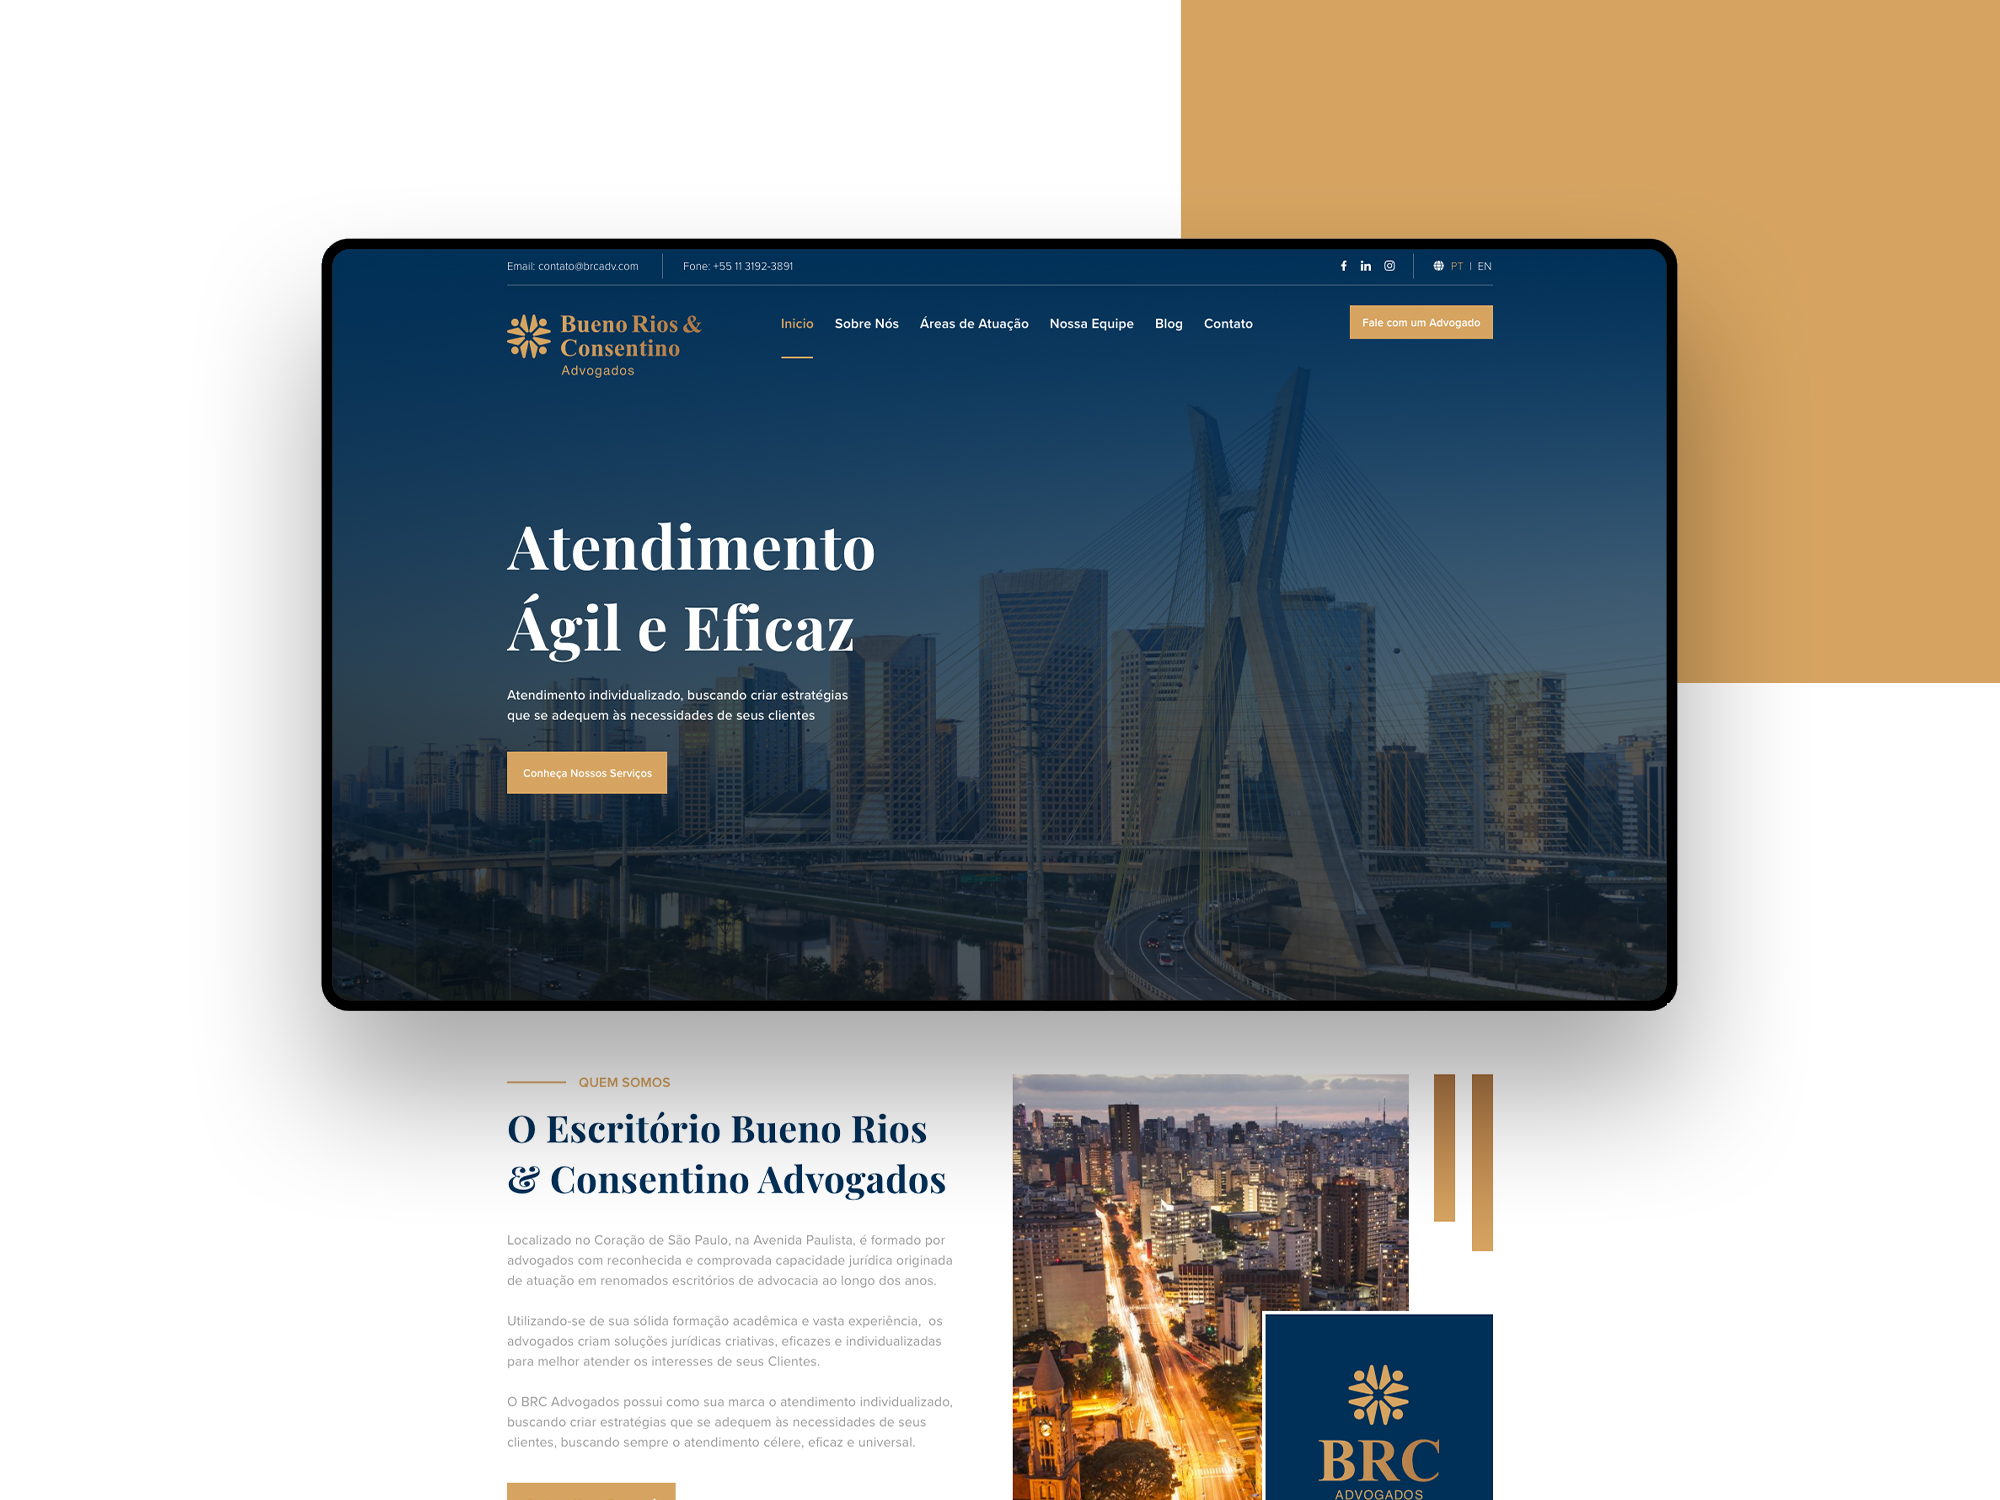 Email: contato@brcadv.com
Fone: +55 11 3192-3891
PT | EN
Bueno Rios &
Consentino
Advogados
Inicio
Sobre Nós
Áreas de Atuação
Nossa Equipe
Blog
Contato
Fale com um Advogado
Atendimento
Ágil e Eficaz
Atendimento individualizado, buscando criar estratégias
que se adequem às necessidades de seus clientes
Conheça Nossos Serviços
QUEM SOMOS
O Escritório Bueno Rios
& Consentino Advogados
Localizado no Coração de São Paulo, na Avenida Paulista, é formado por
advogados com reconhecida e comprovada capacidade jurídica originada
de atuação em renomados escritórios de advocacia ao longo dos anos.
Utilizando-se de sua sólida formação acadêmica e vasta experiência, os
advogados criam soluções jurídicas criativas, eficazes e individualizadas
para melhor atender os interesses de seus Clientes.
O BRC Advogados possui como sua marca o atendimento individualizado,
buscando criar estratégias que se adequem às necessidades de seus
clientes, buscando sempre o atendimento célere, eficaz e universal.
BRC
ADVOGADOS